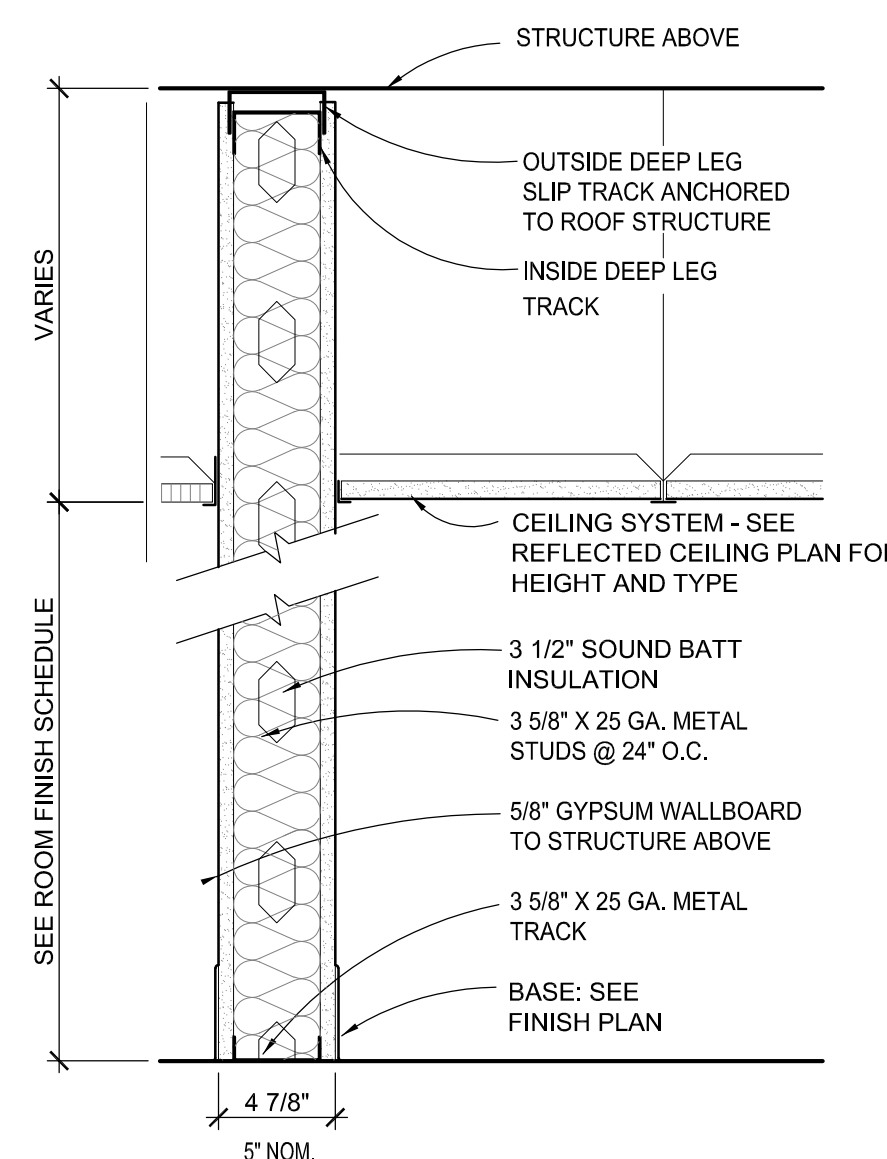 STRUCTURE ABOVE
OUTSIDE DEEP LEG
SLIP TRACK ANCHORED
TO ROOF STRUCTURE
INSIDE DEEP LEG
TRACK
VARIES
CEILING SYSTEM - SEE
REFLECTED CEILING PLAN FO
HEIGHT AND TYPE
SEE ROOM FINISH SCHEDULE
3 1/2" SOUND BATT
INSULATION
3 5/8" X 25 GA. METAL
STUDS @ 24" O.C.
5/8" GYPSUM WALLBOARD
TO STRUCTURE ABOVE
3 5/8" X 25 GA. METAL
TRACK
BASE: SEE
FINISH PLAN
4 7/8"
5" NOM.